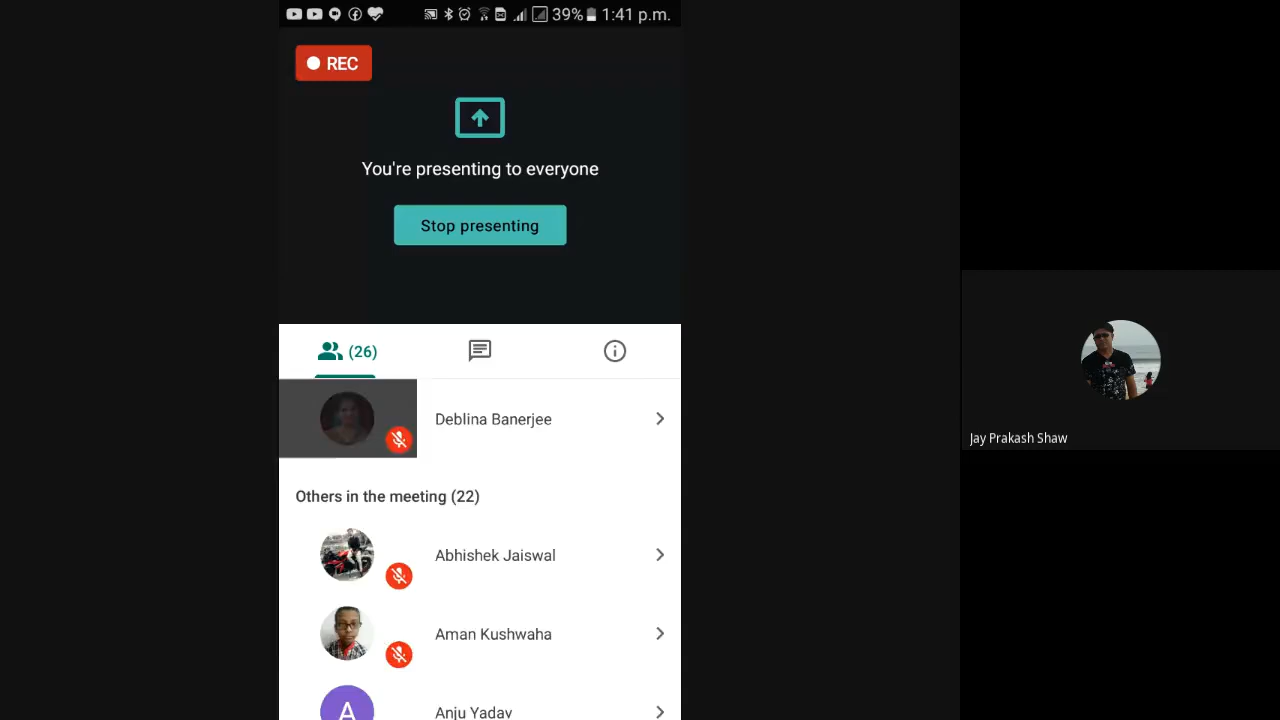 39% 1:41 p.m.
REC
You're presenting to everyone
Stop presenting
(26)
Deblina Banerjee
Others in the meeting (22)
Abhishek Jaiswal
Aman Kushwaha
A
Anju Yadav
Jay Prakash Shaw